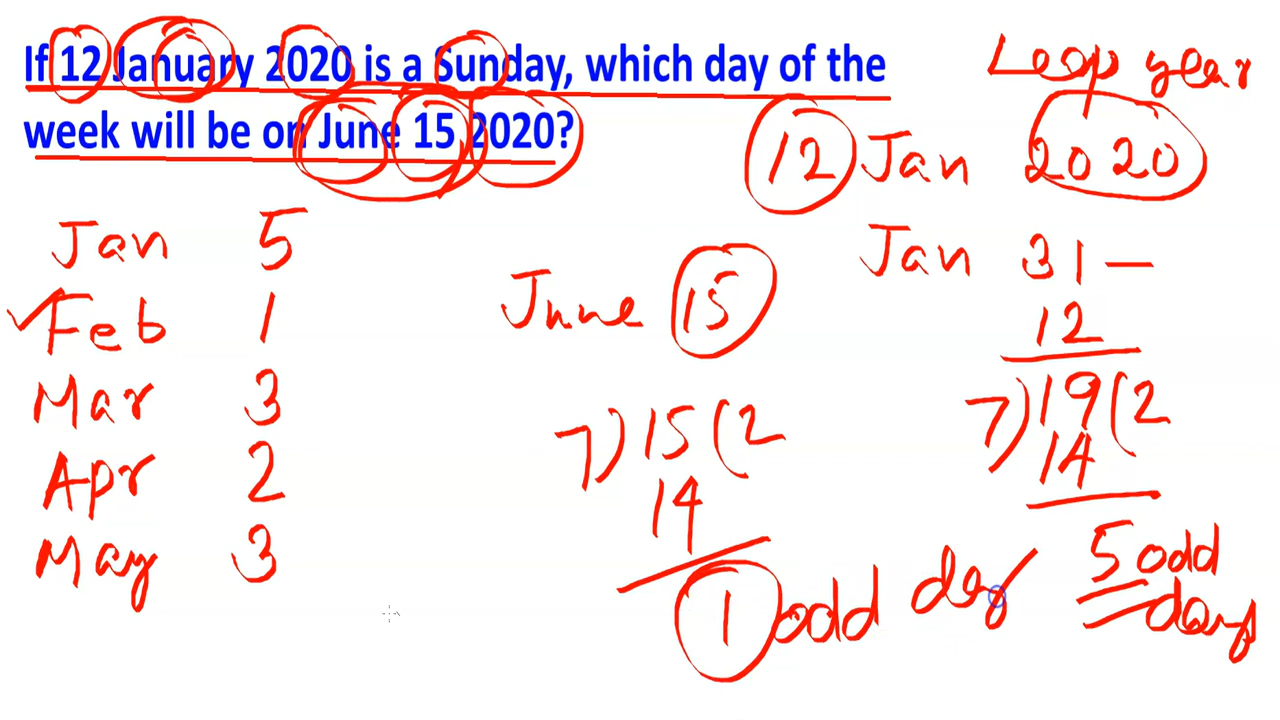 If 12 January 2020 is a Sunday, which day of the
week will be on June 15 2020?
Leap year
12 Jan 2020
Jan 5
Feb 1
Mar 3
Apr 2
May 3
June 15
7)15(2
14
1 odd day
Jan 31 —
12
7)19(2
14
5 odd
days